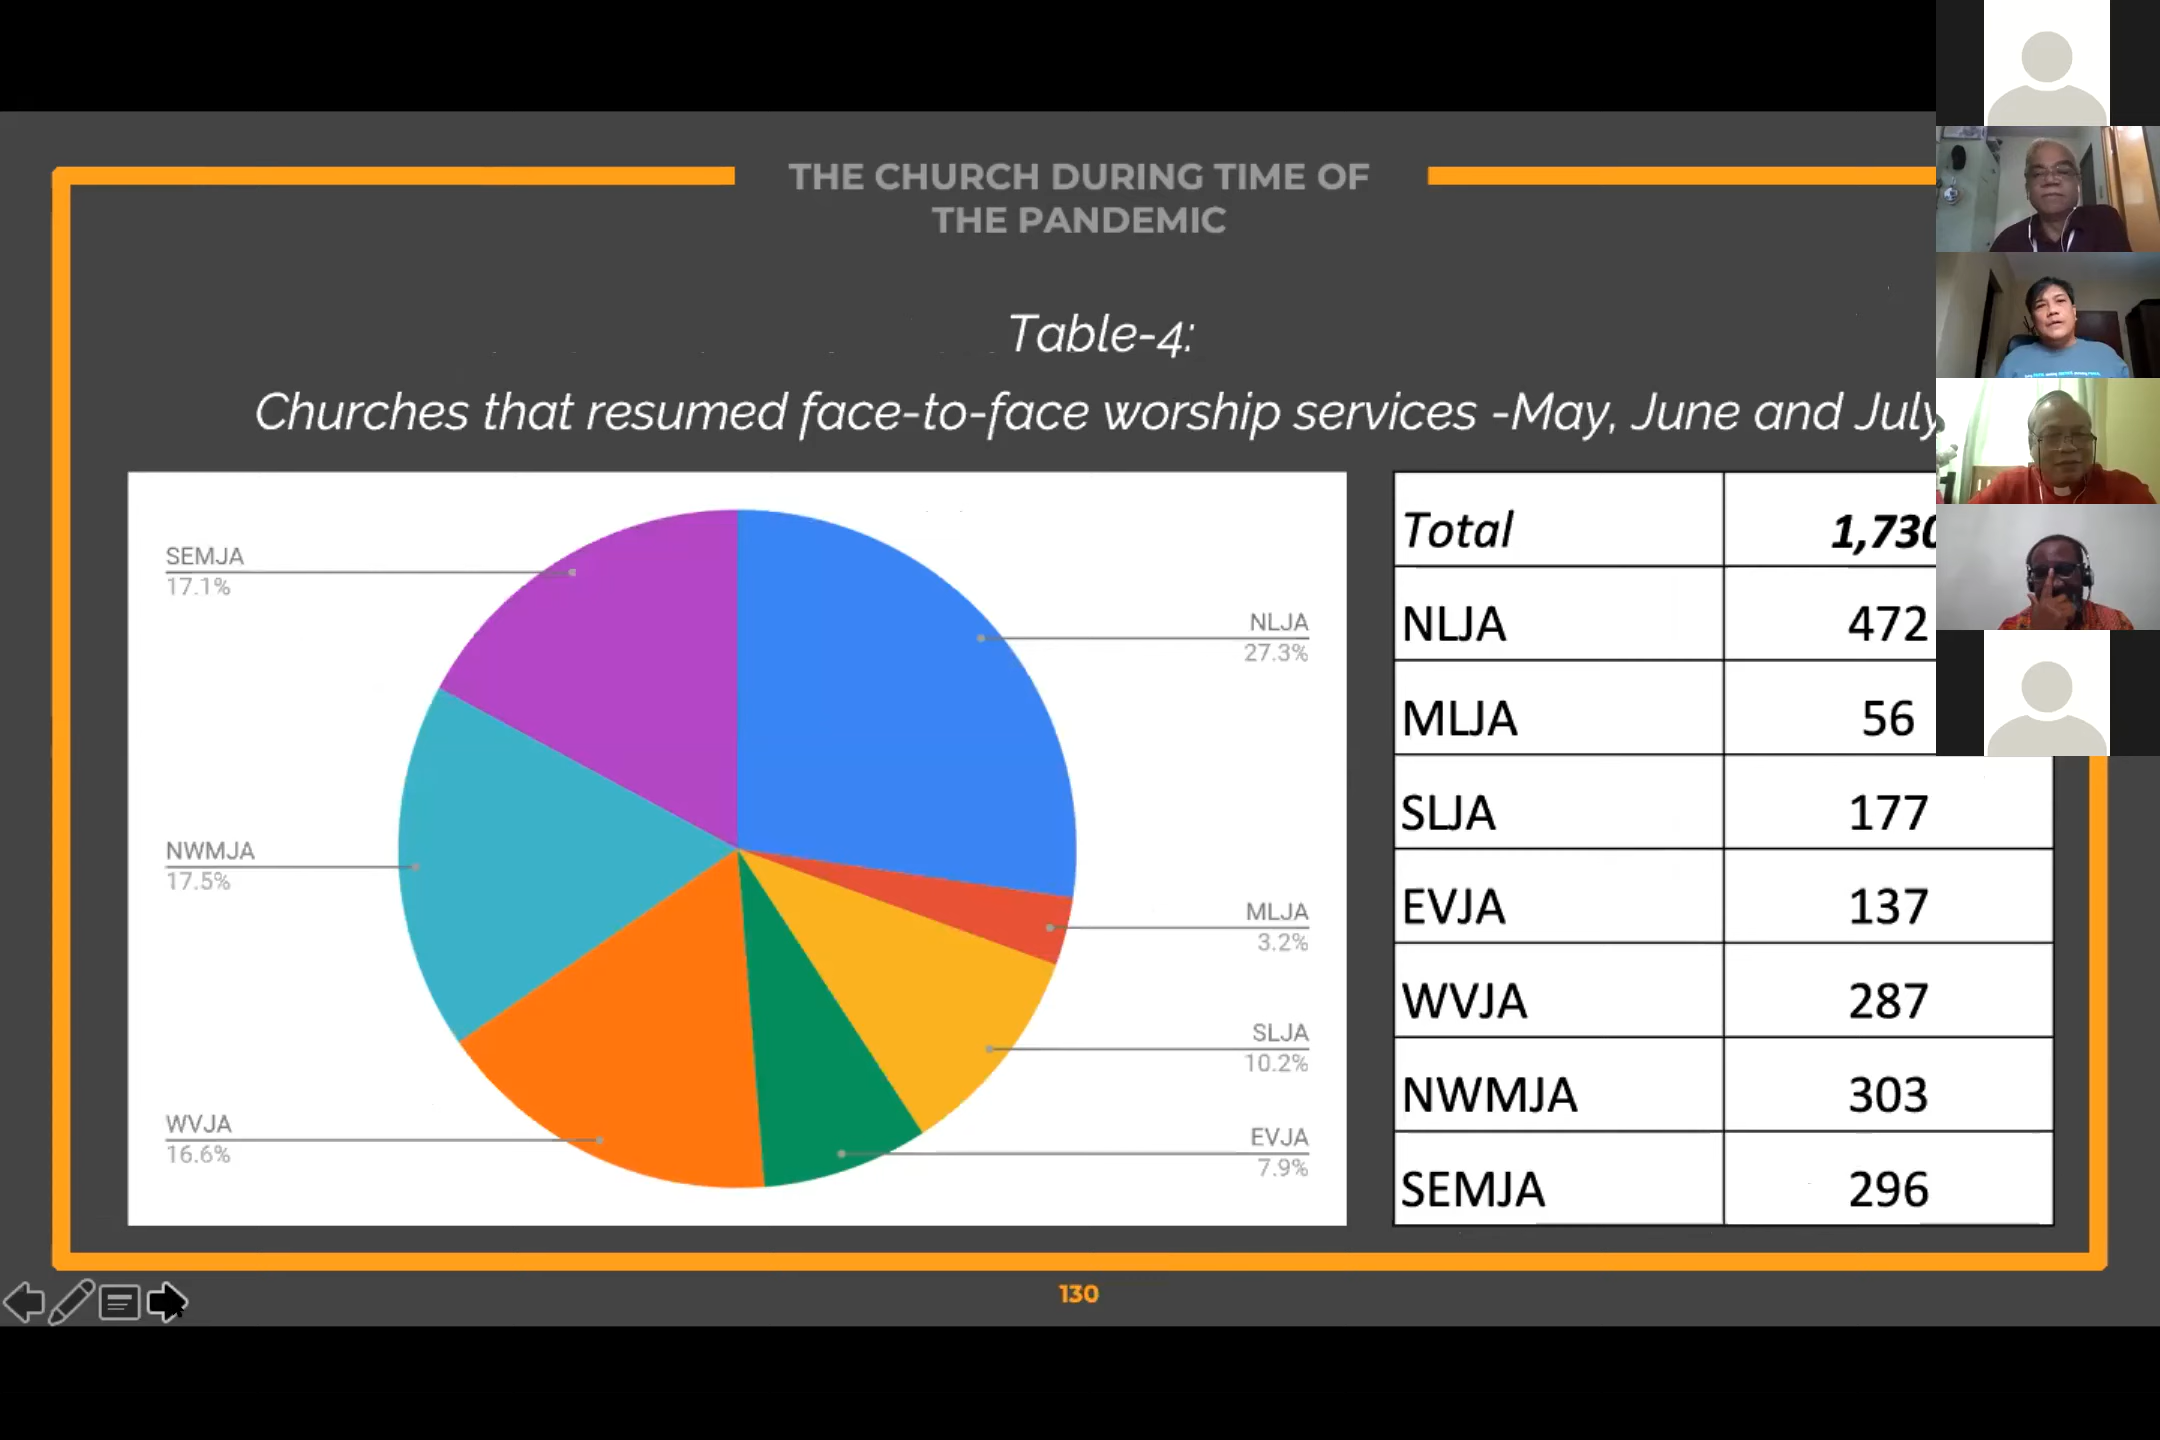 THE CHURCH DURING TIME OF
THE PANDEMIC
Table-4:
Churches that resumed face-to-face worship services -May, June and July
SEMJA
17.1%
NLJA
27.3%
NWMJA
17.5%
MLJA
3.2%
SLJA
10.2%
WVJA
16.6%
EVJA
7.9%
Total 1,730
NLJA 472
MLJA 56
SLJA 177
EVJA 137
WVJA 287
NWMJA 303
SEMJA 296
130